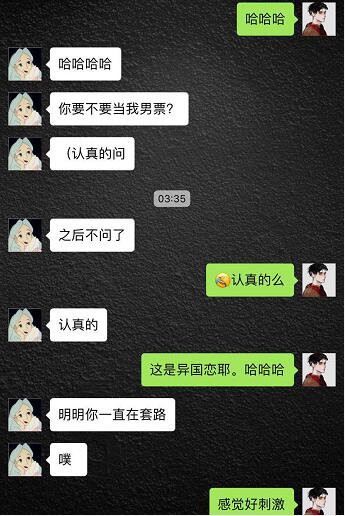 哈哈哈
哈哈哈哈
你要不要当我男票？
（认真的问
03:35
之后不问了
认真的么
认真的
这是异国恋耶。哈哈哈
明明你一直在套路
噗
感觉好刺激